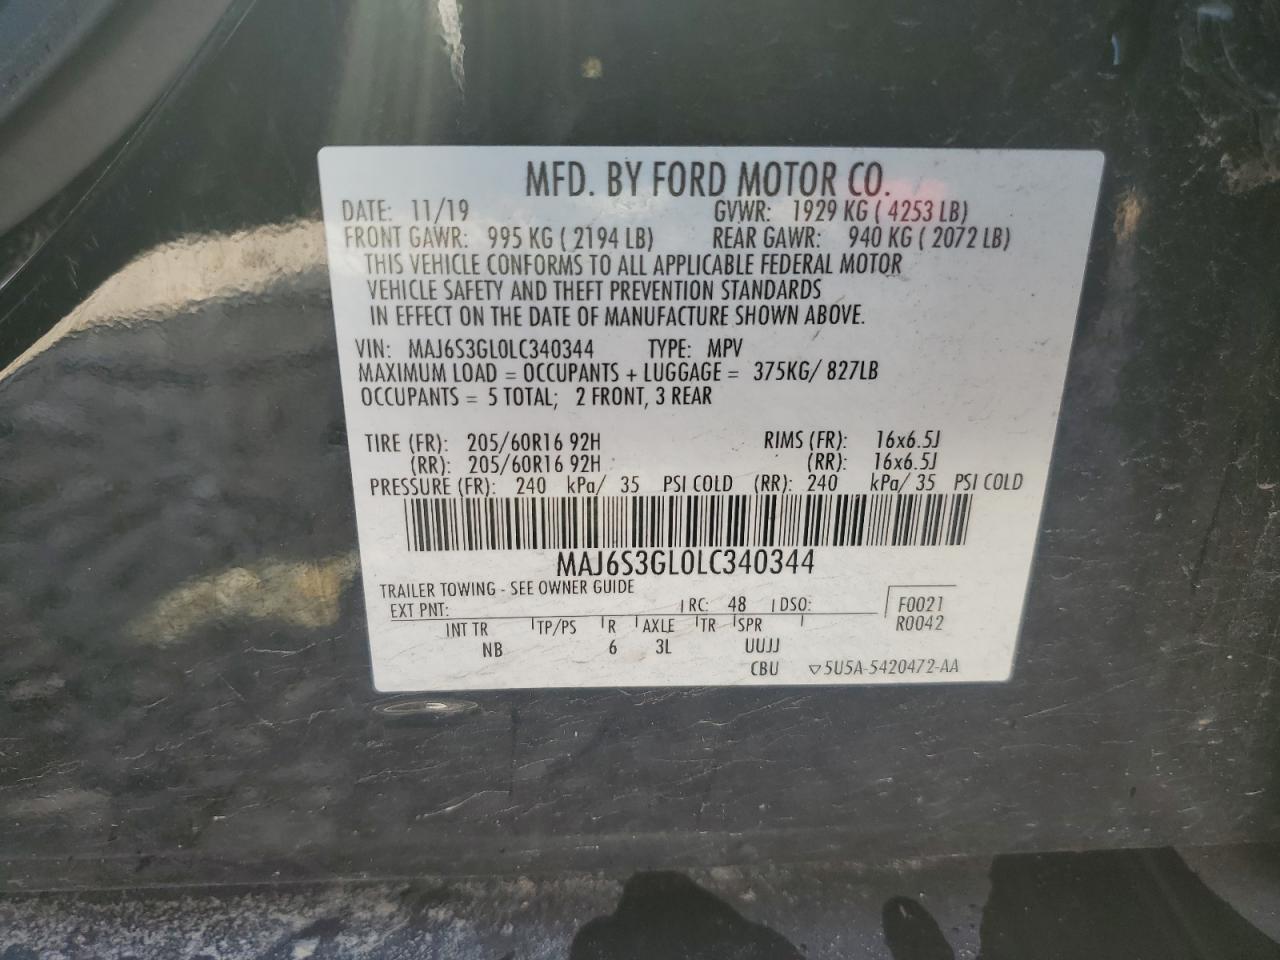 MFD. BY FORD MOTOR CO.
DATE: 11/19 GVWR: 1929 KG ( 4253 LB)
FRONT GAWR: 995 KG ( 2194 LB) REAR GAWR: 940 KG ( 2072 LB)
THIS VEHICLE CONFORMS TO ALL APPLICABLE FEDERAL MOTOR
VEHICLE SAFETY AND THEFT PREVENTION STANDARDS
IN EFFECT ON THE DATE OF MANUFACTURE SHOWN ABOVE.
VIN: MAJ6S3GL0LC340344 TYPE: MPV
MAXIMUM LOAD = OCCUPANTS + LUGGAGE = 375KG/ 827LB
OCCUPANTS = 5 TOTAL; 2 FRONT, 3 REAR
TIRE (FR): 205/60R16 92H RIMS (FR): 16x6.5J
(RR): 205/60R16 92H (RR): 16x6.5J
PRESSURE (FR): 240 kPa/ 35 PSI COLD (RR): 240 kPa/ 35 PSI COLD
MAJ6S3GL0LC340344
TRAILER TOWING - SEE OWNER GUIDE
EXT PNT: RC: 48 DSO: F0021
R0042
INT TR TP/PS R AXLE TR SPR
NB 6 3L UUJJ
CBU ▽5U5A-5420472-AA